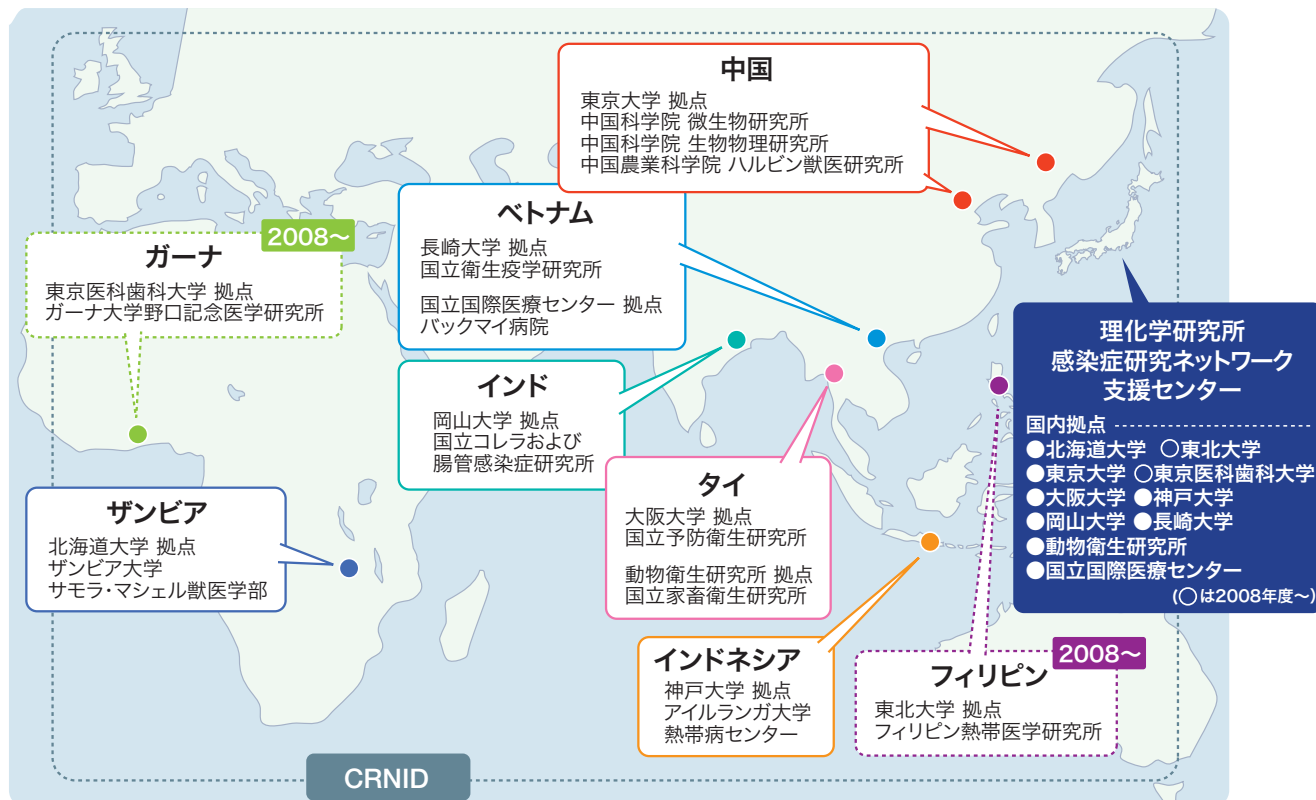 中国
東京大学 拠点
中国科学院 微生物研究所
中国科学院 生物物理研究所
中国農業科学院 ハルビン獣医研究所
ベトナム
長崎大学 拠点
国立衛生疫学研究所
国立国際医療センター 拠点
バックマイ病院
2008〜
ガーナ
東京医科歯科大学 拠点
ガーナ大学野口記念医学研究所
インド
岡山大学 拠点
国立コレラおよび
腸管感染症研究所
理化学研究所
感染症研究ネットワーク
支援センター
国内拠点
●北海道大学 ○東北大学
●東京大学 ○東京医科歯科大学
●大阪大学 ●神戸大学
●岡山大学 ●長崎大学
●動物衛生研究所
●国立国際医療センター
(○は2008年度〜)
タイ
大阪大学 拠点
国立予防衛生研究所
動物衛生研究所 拠点
国立家畜衛生研究所
ザンビア
北海道大学 拠点
ザンビア大学
サモラ・マシェル獣医学部
インドネシア
神戸大学 拠点
アイルランガ大学
熱帯病センター
2008〜
フィリピン
東北大学 拠点
フィリピン熱帯医学研究所
CRNID